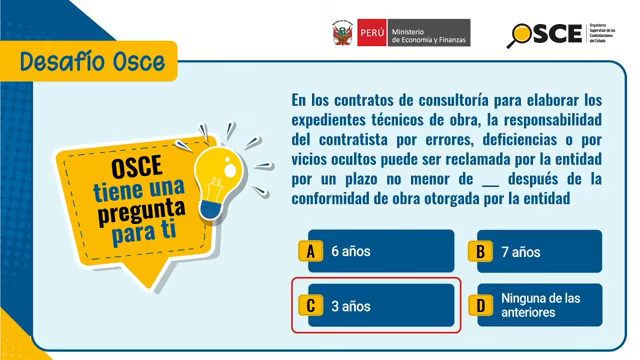 PERÚ
Ministerio
de Economía y Finanzas
OSCE
Organismo
Supervisor de las
Contrataciones
del Estado
Desafío Osce
OSCE
tiene una
pregunta
para ti
En los contratos de consultoría para elaborar los
expedientes técnicos de obra, la responsabilidad
del contratista por errores, deficiencias o por
vicios ocultos puede ser reclamada por la entidad
por un plazo no menor de __ después de la
conformidad de obra otorgada por la entidad
A 6 años
B 7 años
C 3 años
D Ninguna de las
anteriores